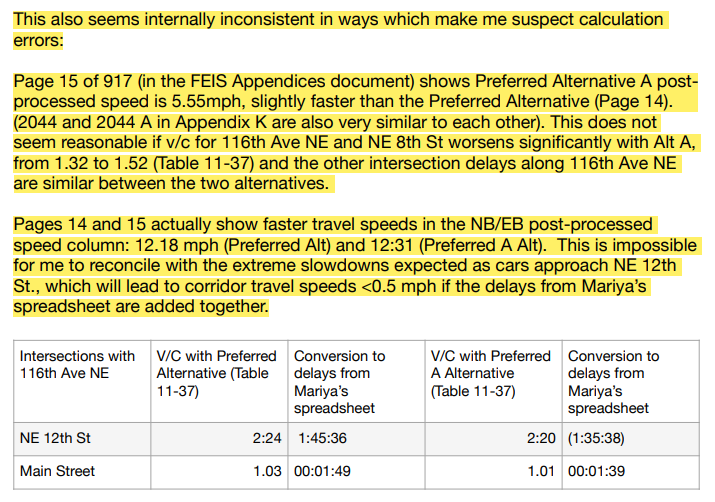 This also seems internally inconsistent in ways which make me suspect calculation
errors:
Page 15 of 917 (in the FEIS Appendices document) shows Preferred Alternative A post-
processed speed is 5.55mph, slightly faster than the Preferred Alternative (Page 14).
(2044 and 2044 A in Appendix K are also very similar to each other). This does not
seem reasonable if v/c for 116th Ave NE and NE 8th St worsens significantly with Alt A,
from 1.32 to 1.52 (Table 11-37) and the other intersection delays along 116th Ave NE
are similar between the two alternatives.
Pages 14 and 15 actually show faster travel speeds in the NB/EB post-processed
speed column: 12.18 mph (Preferred Alt) and 12:31 (Preferred A Alt). This is impossible
for me to reconcile with the extreme slowdowns expected as cars approach NE 12th
St., which will lead to corridor travel speeds <0.5 mph if the delays from Mariya's
spreadsheet are added together.
Intersections with
116th Ave NE
V/C with Preferred
Alternative (Table
11-37)
Conversion to
delays from
Mariya's
spreadsheet
V/C with Preferred
A Alternative
(Table 11-37)
Conversion to
delays from
Mariya's
spreadsheet
NE 12th St 2:24 1:45:36 2:20 (1:35:38)
Main Street 1.03 00:01:49 1.01 00:01:39